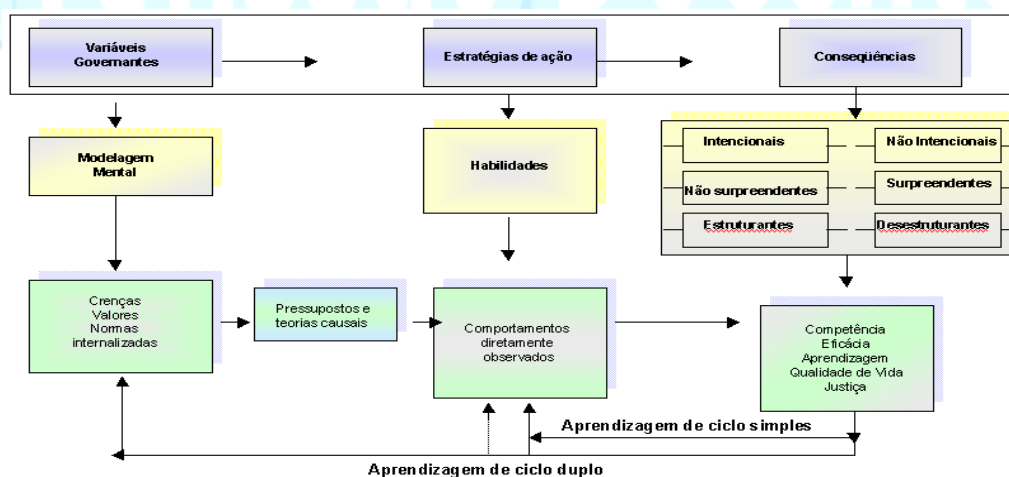 Variáveis
Governantes
Estratégias de ação
Conseqüências
Modelagem
Mental
Habilidades
Intencionais
Não Intencionais
Não surpreendentes
Surpreendentes
Estruturantes
Desestruturantes
Crenças
Valores
Normas
internalizadas
Pressupostos e
teorias causais
Comportamentos
diretamente
observados
Competência
Eficácia
Aprendizagem
Qualidade de Vida
Justiça
Aprendizagem de ciclo simples
Aprendizagem de ciclo duplo